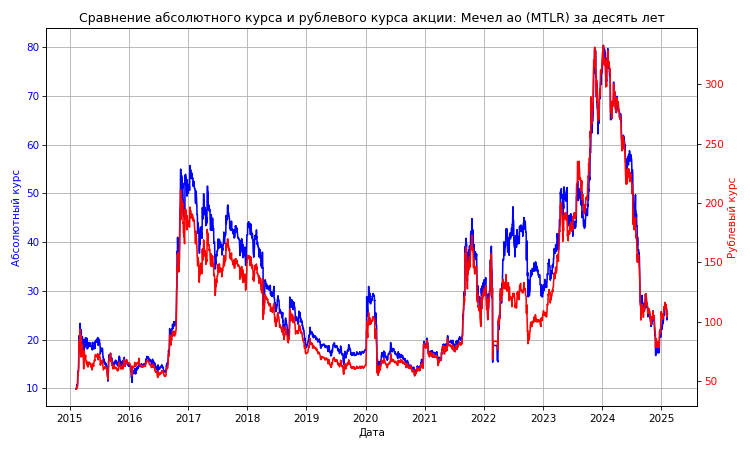 Сравнение абсолютного курса и рублевого курса акции: Мечел ао (MTLR) за десять лет
80
70
60
50
40
30
20
10
Абсолютный курс
300
250
200
150
100
50
Рублевый курс
2015 2016 2017 2018 2019 2020 2021 2022 2023 2024 2025
Дата